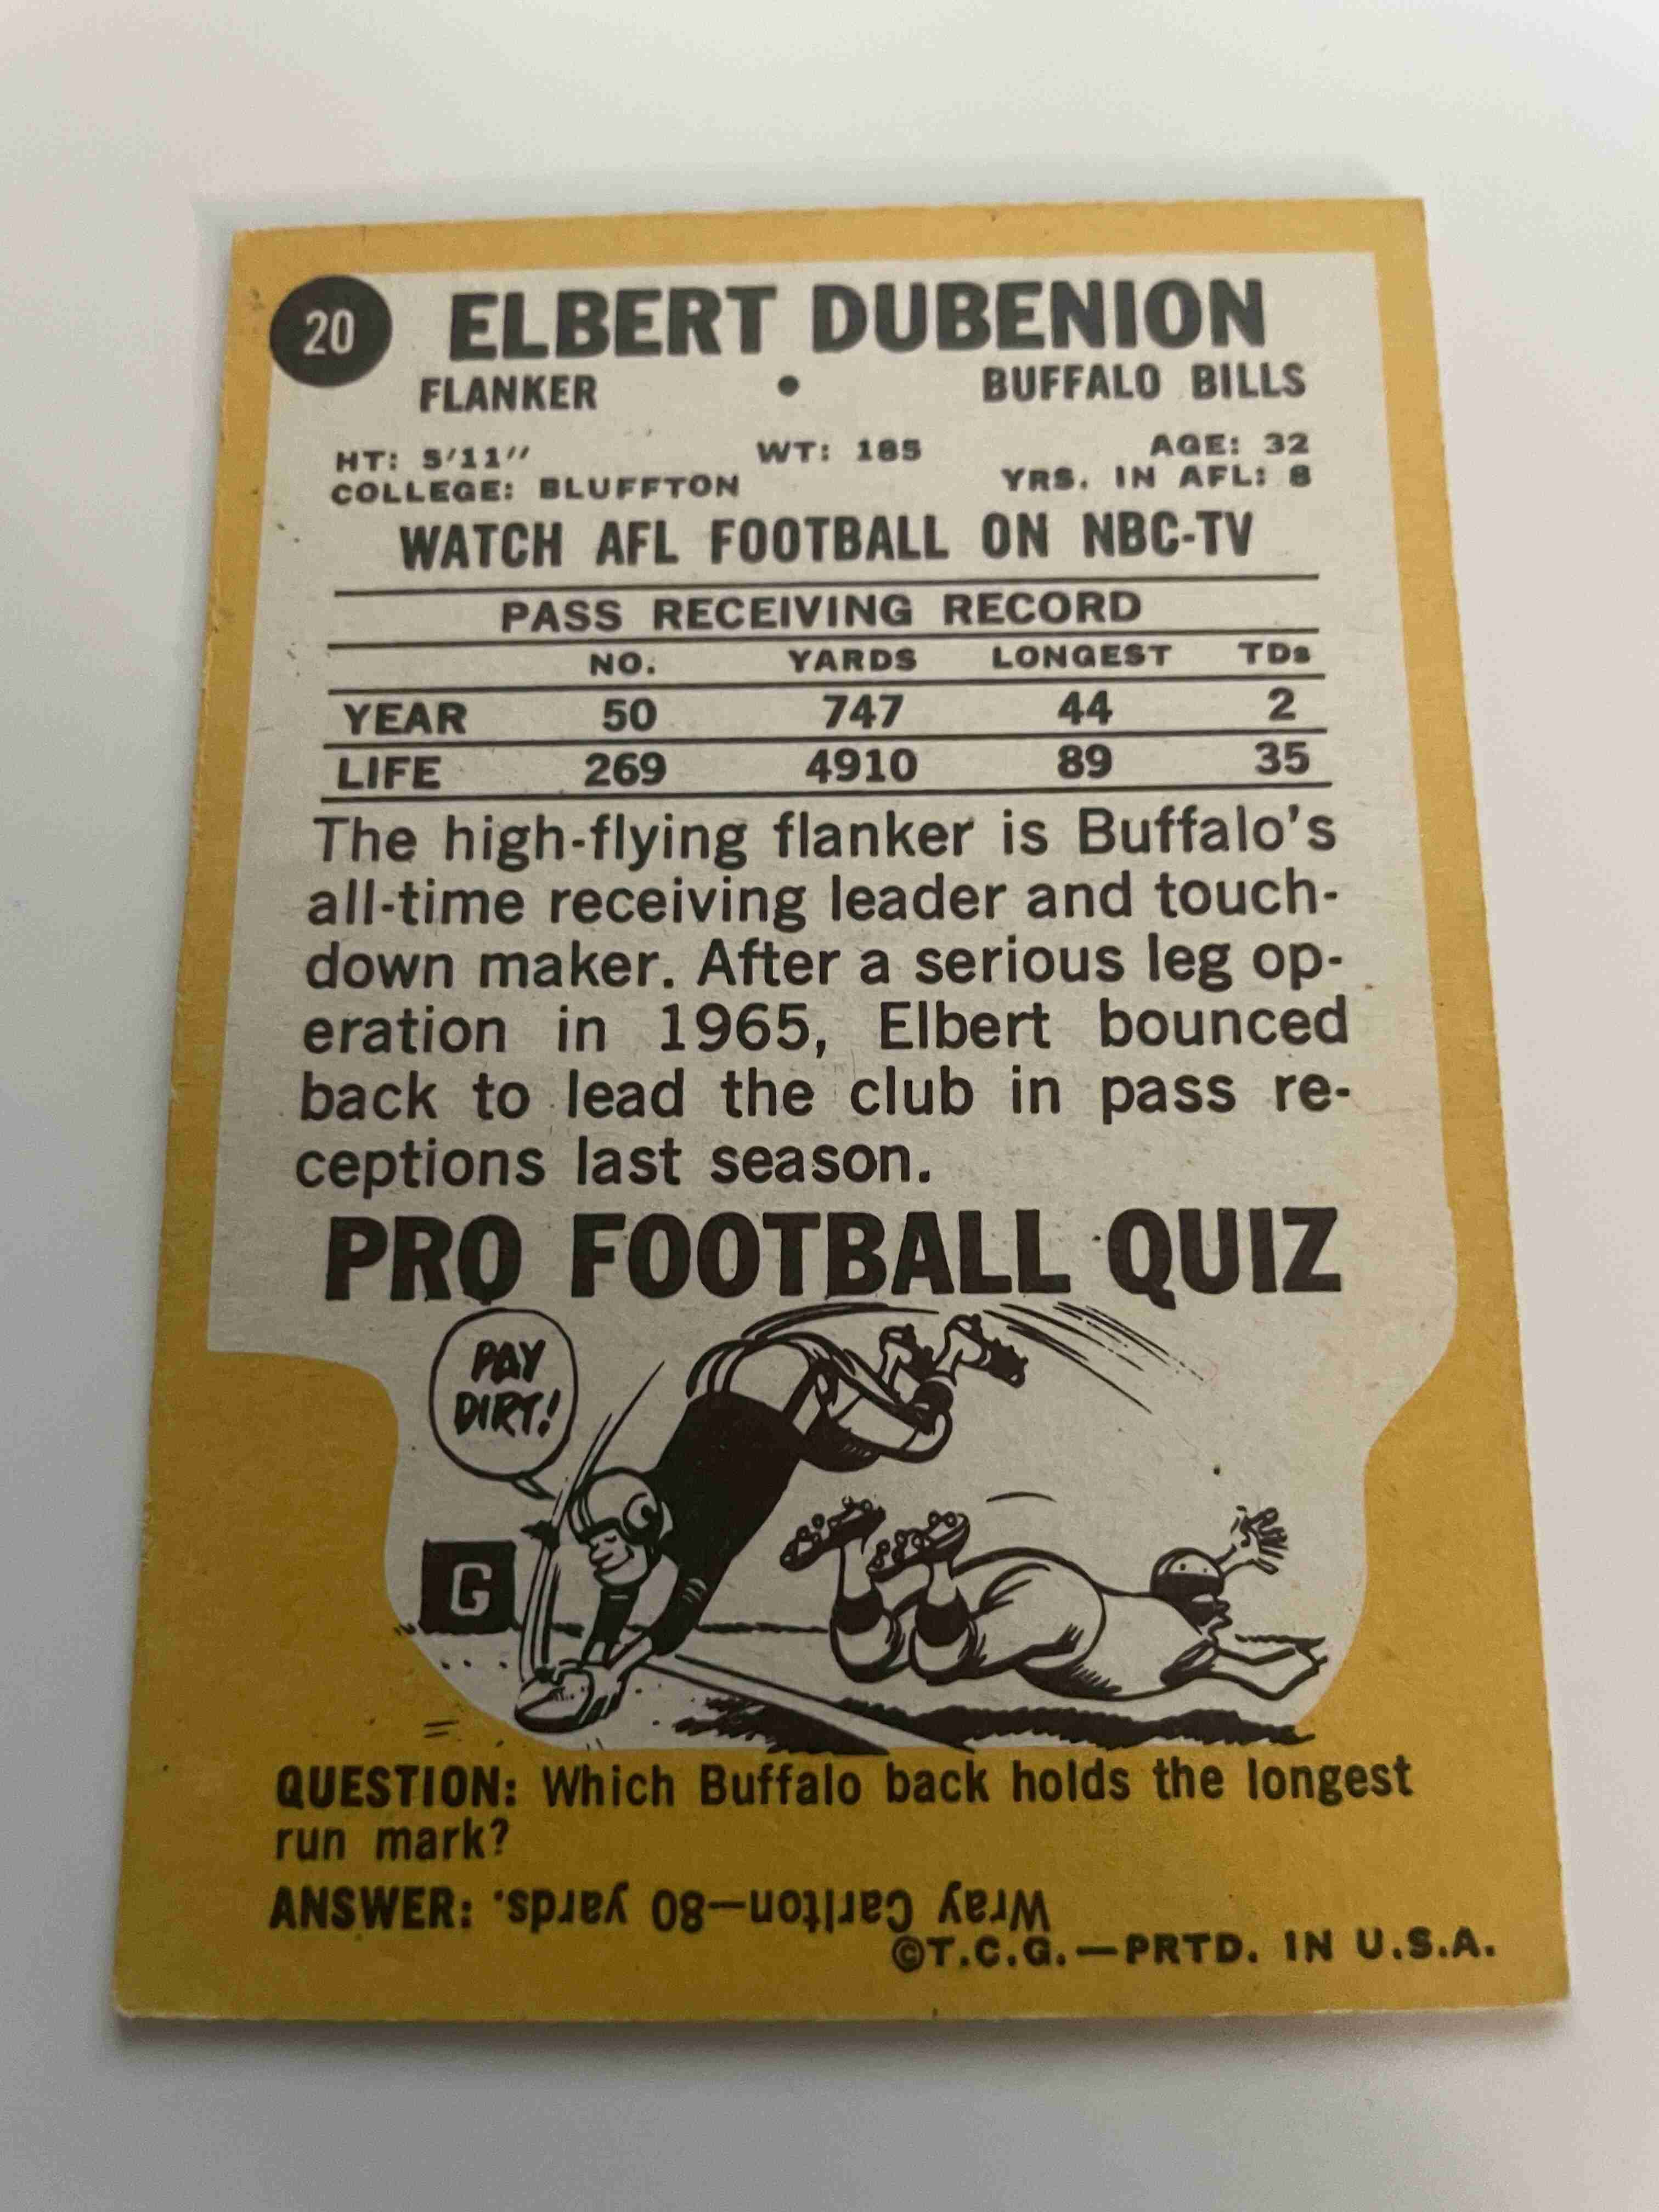 20 ELBERT DUBENION
FLANKER • BUFFALO BILLS
HT: 5'11" WT: 185 AGE: 32
COLLEGE: BLUFFTON YRS. IN AFL: 8
WATCH AFL FOOTBALL ON NBC-TV
PASS RECEIVING RECORD
NO. YARDS LONGEST TDs
YEAR 50 747 44 2
LIFE 269 4910 89 35
The high-flying flanker is Buffalo's
all-time receiving leader and touch-
down maker. After a serious leg op-
eration in 1965, Elbert bounced
back to lead the club in pass re-
ceptions last season.
PRO FOOTBALL QUIZ
PAY
DIRT!
G
QUESTION: Which Buffalo back holds the longest
run mark?
ANSWER: Wray Carlton—80 yards.
©T.C.G.—PRTD. IN U.S.A.